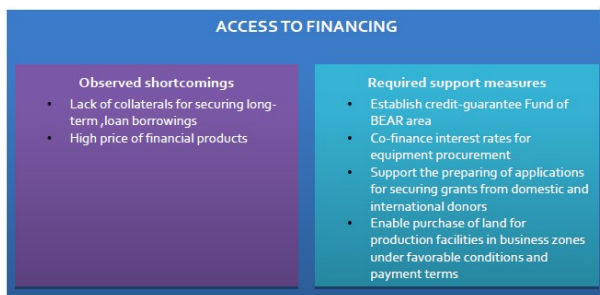 ACCESS TO FINANCING
Observed shortcomings
• Lack of collaterals for securing long-
term ,loan borrowings
• High price of financial products
Required support measures
• Establish credit-guarantee Fund of
BEAR area
• Co-finance interest rates for
equipment procurement
• Support the preparing of applications
for securing grants from domestic and
international donors
• Enable purchase of land for
production facilities in business zones
under favorable conditions and
payment terms